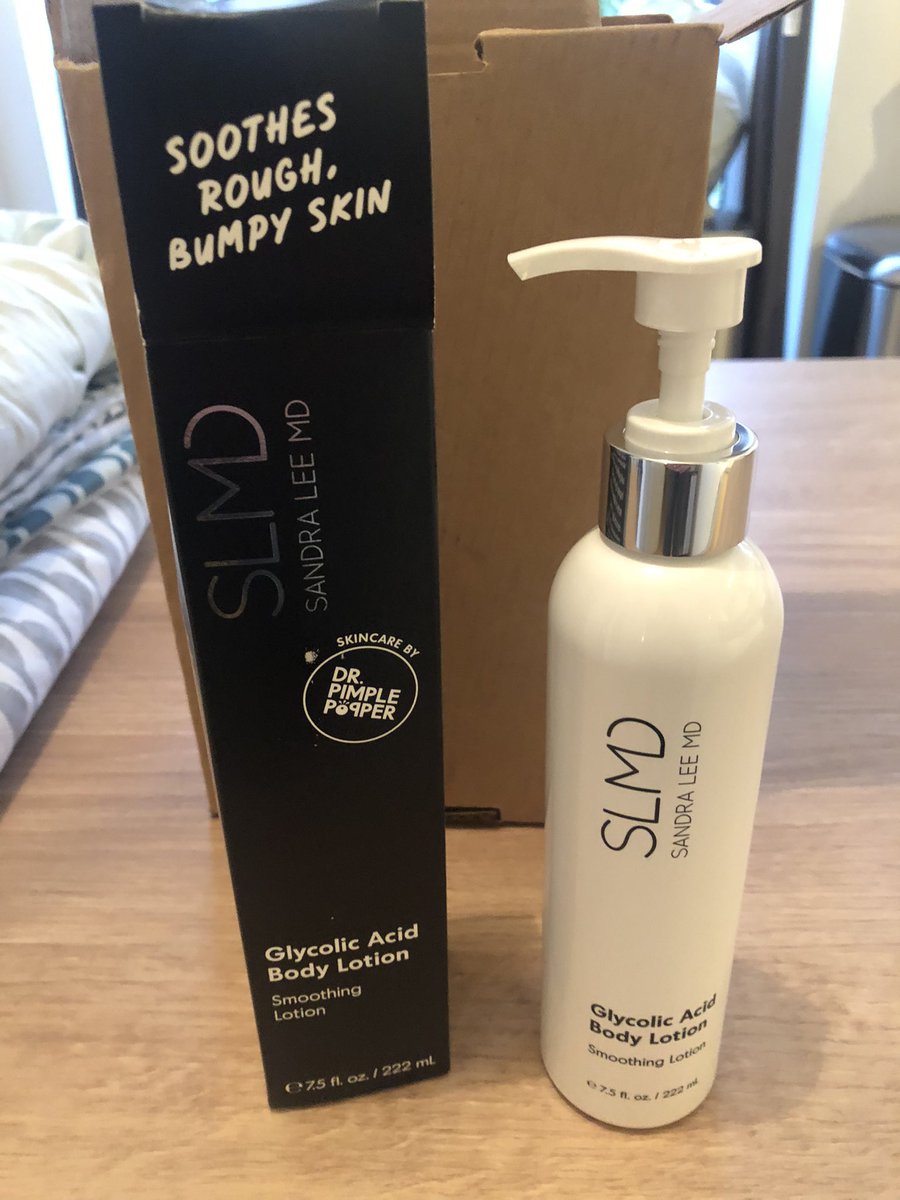 SOOTHES
ROUGH,
BUMPY SKIN
SLMD
SANDRA LEE MD
SKINCARE BY
DR.
PIMPLE
POPPER
Glycolic Acid
Body Lotion
Smoothing
Lotion
℮ 7.5 fl. oz. / 222 mL
SLMD
SANDRA LEE MD
Glycolic Acid
Body Lotion
Smoothing Lotion
℮ 7.5 fl. oz. / 222 mL